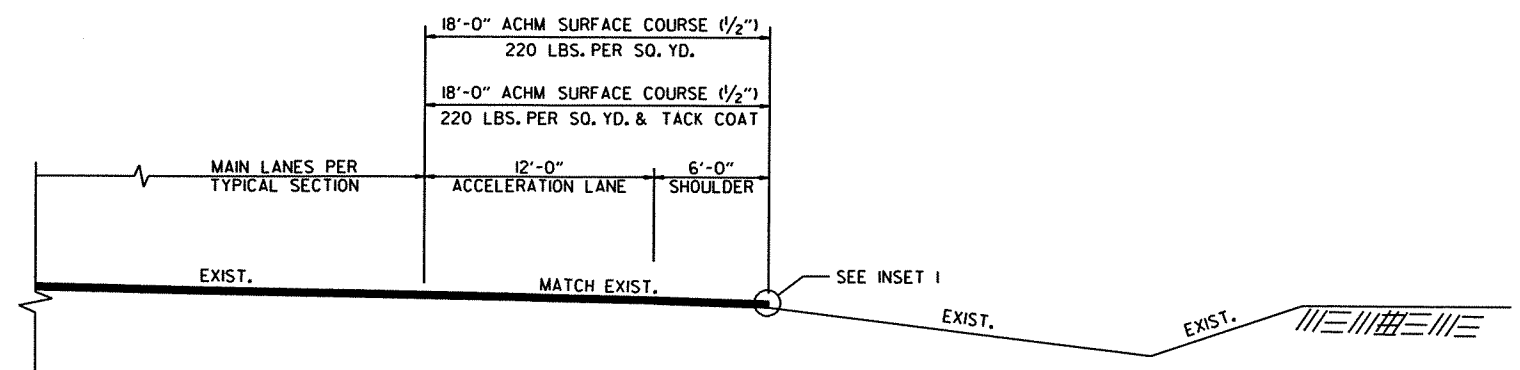 18'-0" ACHM SURFACE COURSE (1/2")
220 LBS. PER SQ. YD.
18'-0" ACHM SURFACE COURSE (1/2")
220 LBS. PER SQ. YD. & TACK COAT
MAIN LANES PER
TYPICAL SECTION
12'-0"
ACCELERATION LANE
6'-0"
SHOULDER
EXIST.
MATCH EXIST.
SEE INSET 1
EXIST.
EXIST.